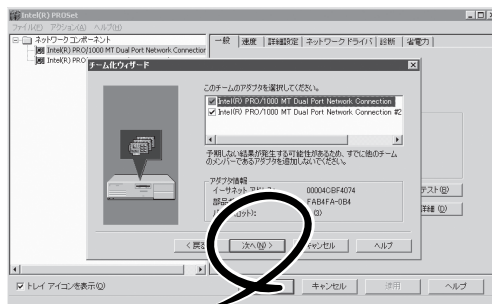 Intel(R) PROSet
ファイル(F) アクション(A) ヘルプ(H)
ネットワークコンポーネント
Intel(R) PRO/1000 MT Dual Port Network Connection
Intel(R) PRO
一般 速度 詳細設定 ネットワークドライバ 診断 省電力
チーム化ウィザード
このチームのアダプタを選択してください。
Intel(R) PRO/1000 MT Dual Port Network Connection
Intel(R) PRO/1000 MT Dual Port Network Connection #2
予期しない結果が発生する可能性があるため、すでに他のチーム
のメンバーであるアダプタを追加しないでください。
アダプタ情報
イーサネット 00004CBF4074
部品 FAB4FA-0B4
(3)
テスト(E)
詳細(D)
< 戻る 次へ(N) > キャンセル ヘルプ
トレイ アイコンを表示(O)
キャンセル 適用 ヘルプ